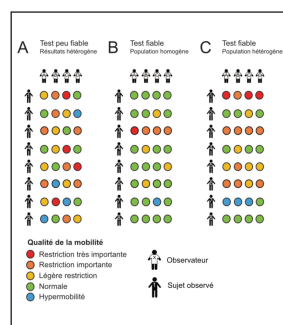 A Test peu fiable
Résultats hétérogène
B Test fiable
Population homogène
C Test fiable
Population hétérogène
Qualité de la mobilité
Restriction très importante
Restriction importante
Légère restriction
Normale
Hypermobilité
Observateur
Sujet observé